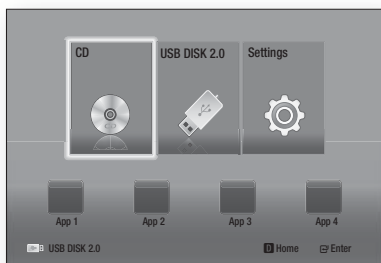 CD USB DISK 2.0 Settings
App 1 App 2 App 3 App 4
USB DISK 2.0 D Home Enter